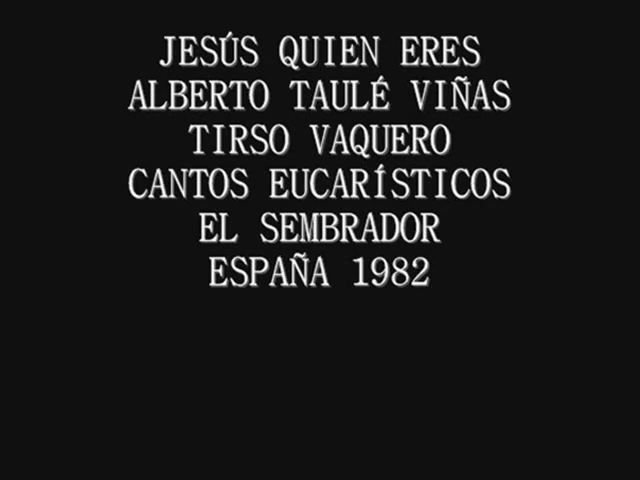 JESÚS QUIEN ERES
ALBERTO TAULÉ VIÑAS
TIRSO VAQUERO
CANTOS EUCARÍSTICOS
EL SEMBRADOR
ESPAÑA 1982